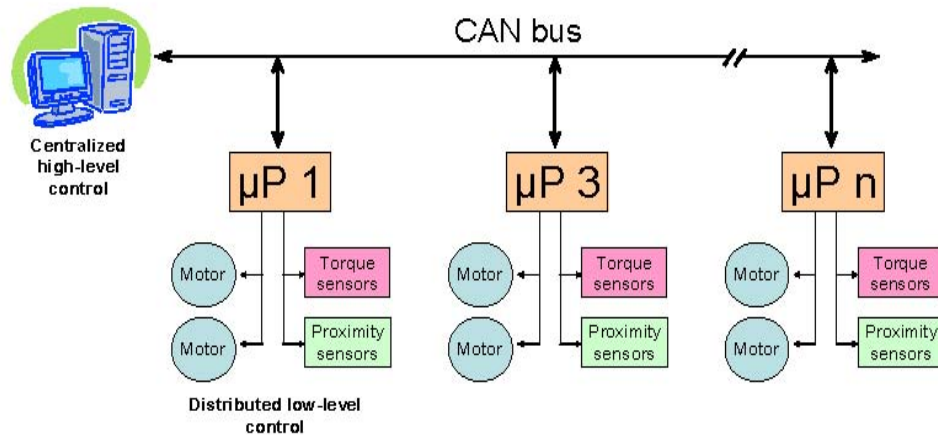 CAN bus
Centralized
high-level
control
µP 1
µP 3
µP n
Motor
Torque
sensors
Motor
Torque
sensors
Motor
Torque
sensors
Motor
Proximity
sensors
Motor
Proximity
sensors
Motor
Proximity
sensors
Distributed low-level
control